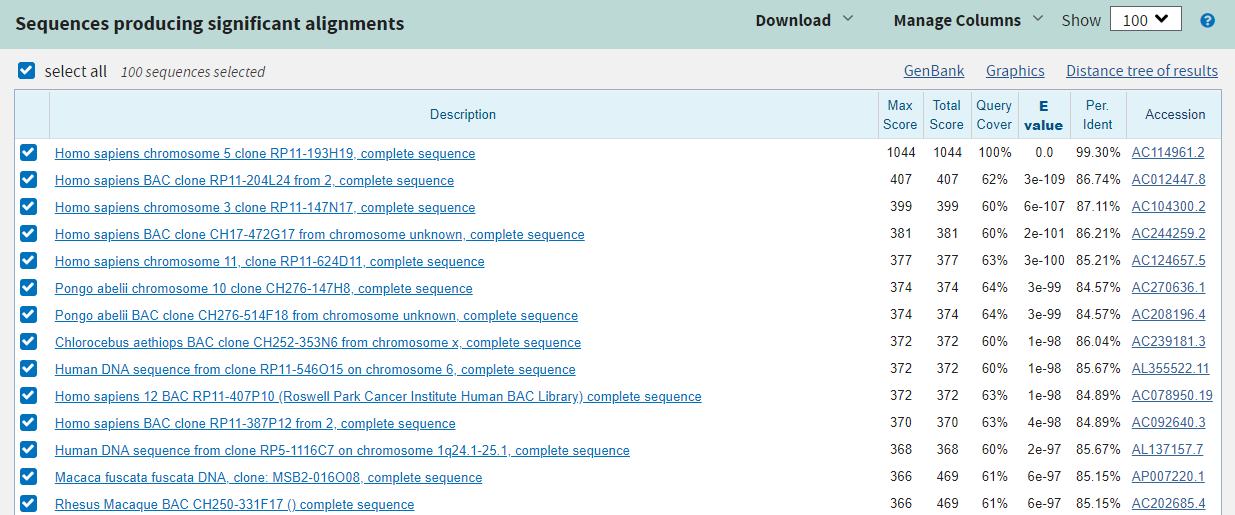 Sequences producing significant alignments Download Manage Columns Show 100 ?
select all 100 sequences selected GenBank Graphics Distance tree of results
Description Max Score Total Score Query Cover E value Per. Ident Accession
Homo sapiens chromosome 5 clone RP11-193H19, complete sequence 1044 1044 100% 0.0 99.30% AC114961.2
Homo sapiens BAC clone RP11-204L24 from 2, complete sequence 407 407 62% 3e-109 86.74% AC012447.8
Homo sapiens chromosome 3 clone RP11-147N17, complete sequence 399 399 60% 6e-107 87.11% AC104300.2
Homo sapiens BAC clone CH17-472G17 from chromosome unknown, complete sequence 381 381 60% 2e-101 86.21% AC244259.2
Homo sapiens chromosome 11, clone RP11-624D11, complete sequence 377 377 63% 3e-100 85.21% AC124657.5
Pongo abelii chromosome 10 clone CH276-147H8, complete sequence 374 374 64% 3e-99 84.57% AC270636.1
Pongo abelii BAC clone CH276-514F18 from chromosome unknown, complete sequence 374 374 64% 3e-99 84.57% AC208196.4
Chlorocebus aethiops BAC clone CH252-353N6 from chromosome x, complete sequence 372 372 60% 1e-98 86.04% AC239181.3
Human DNA sequence from clone RP11-546O15 on chromosome 6, complete sequence 372 372 60% 1e-98 85.67% AL355522.11
Homo sapiens 12 BAC RP11-407P10 (Roswell Park Cancer Institute Human BAC Library) complete sequence 372 372 63% 1e-98 84.89% AC078950.19
Homo sapiens BAC clone RP11-387P12 from 2, complete sequence 370 370 63% 4e-98 84.89% AC092640.3
Human DNA sequence from clone RP5-1116C7 on chromosome 1q24.1-25.1, complete sequence 368 368 60% 2e-97 85.67% AL137157.7
Macaca fuscata fuscata DNA, clone: MSB2-016O08, complete sequence 366 469 61% 6e-97 85.15% AP007220.1
Rhesus Macaque BAC CH250-331F17 () complete sequence 366 469 61% 6e-97 85.15% AC202685.4